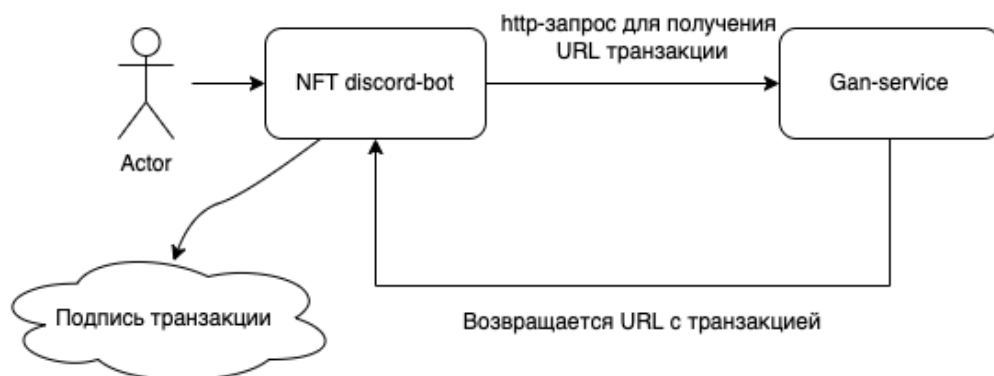 http-запрос для получения
URL транзакции
NFT discord-bot
Gan-service
Actor
Подпись транзакции
Возвращается URL с транзакцией